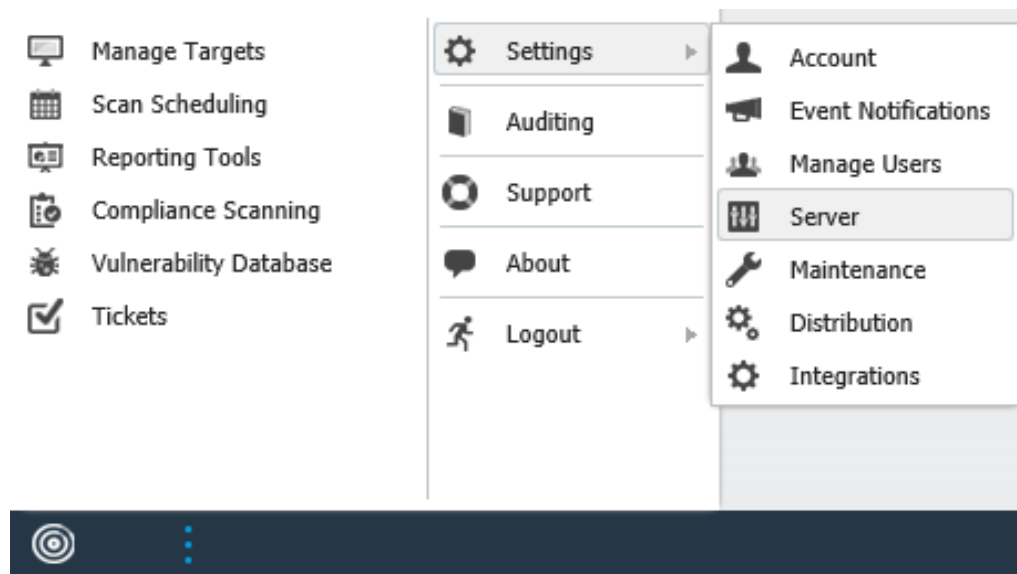 Manage Targets
Scan Scheduling
Reporting Tools
Compliance Scanning
Vulnerability Database
Tickets
Settings
Auditing
Support
About
Logout
Account
Event Notifications
Manage Users
Server
Maintenance
Distribution
Integrations